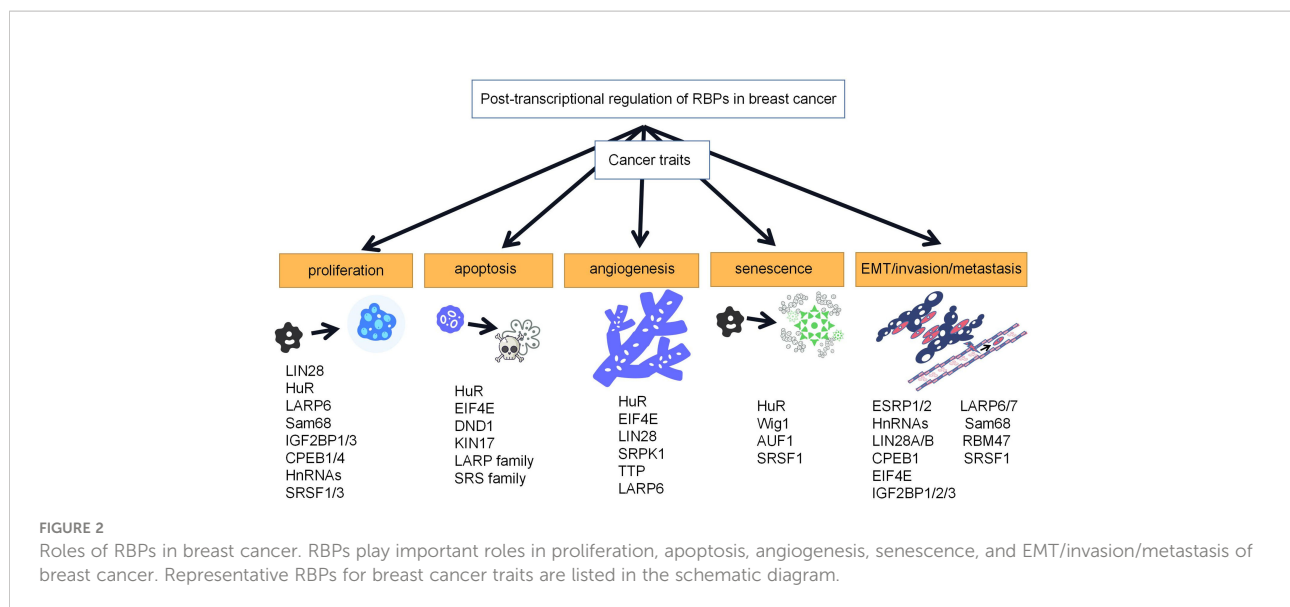 Post-transcriptional regulation of RBPs in breast cancer
Cancer traits
proliferation
apoptosis
angiogenesis
senescence
EMT/invasion/metastasis
LIN28
HuR
LARP6
Sam68
IGF2BP1/3
CPEB1/4
HnRNAs
SRSF1/3
HuR
EIF4E
DND1
KIN17
LARP family
SRS family
HuR
EIF4E
LIN28
SRPK1
TTP
LARP6
HuR
Wig1
AUF1
SRSF1
ESRP1/2
HnRNAs
LIN28A/B
CPEB1
EIF4E
IGF2BP1/2/3
LARP6/7
Sam68
RBM47
SRSF1
FIGURE 2
Roles of RBPs in breast cancer. RBPs play important roles in proliferation, apoptosis, angiogenesis, senescence, and EMT/invasion/metastasis of
breast cancer. Representative RBPs for breast cancer traits are listed in the schematic diagram.